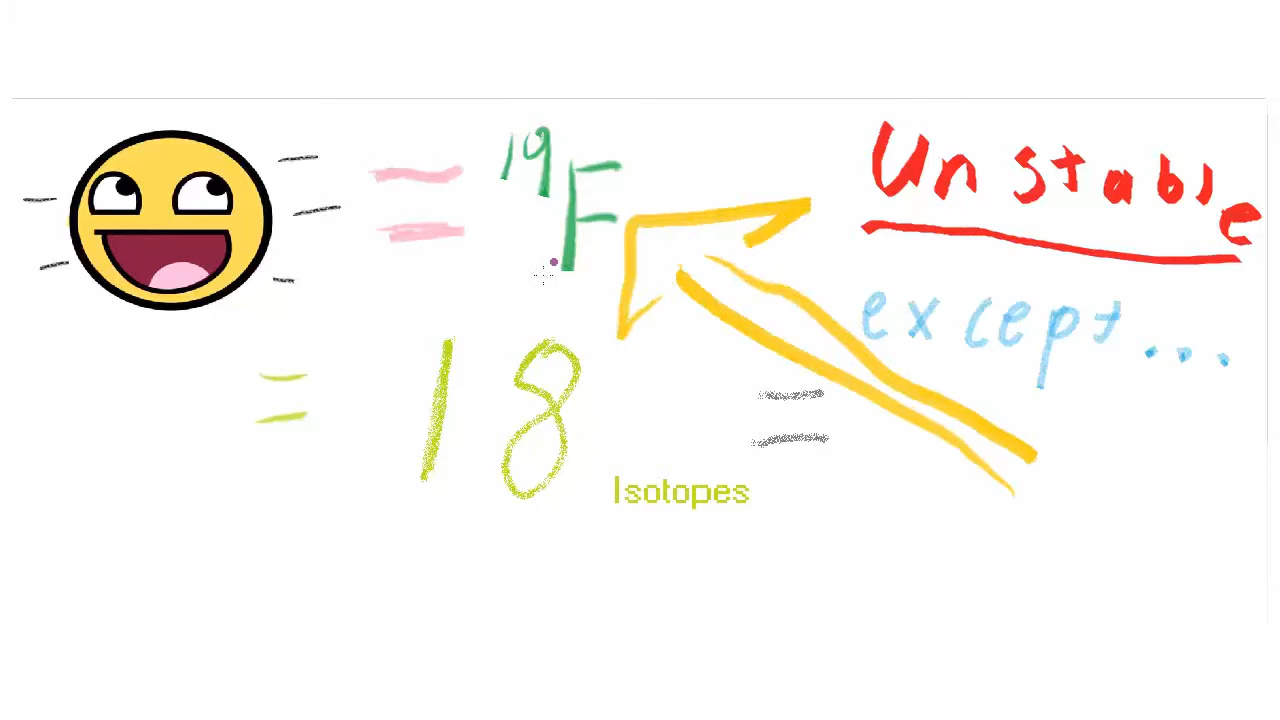 19F
Unstable
except...
= 18 Isotopes =